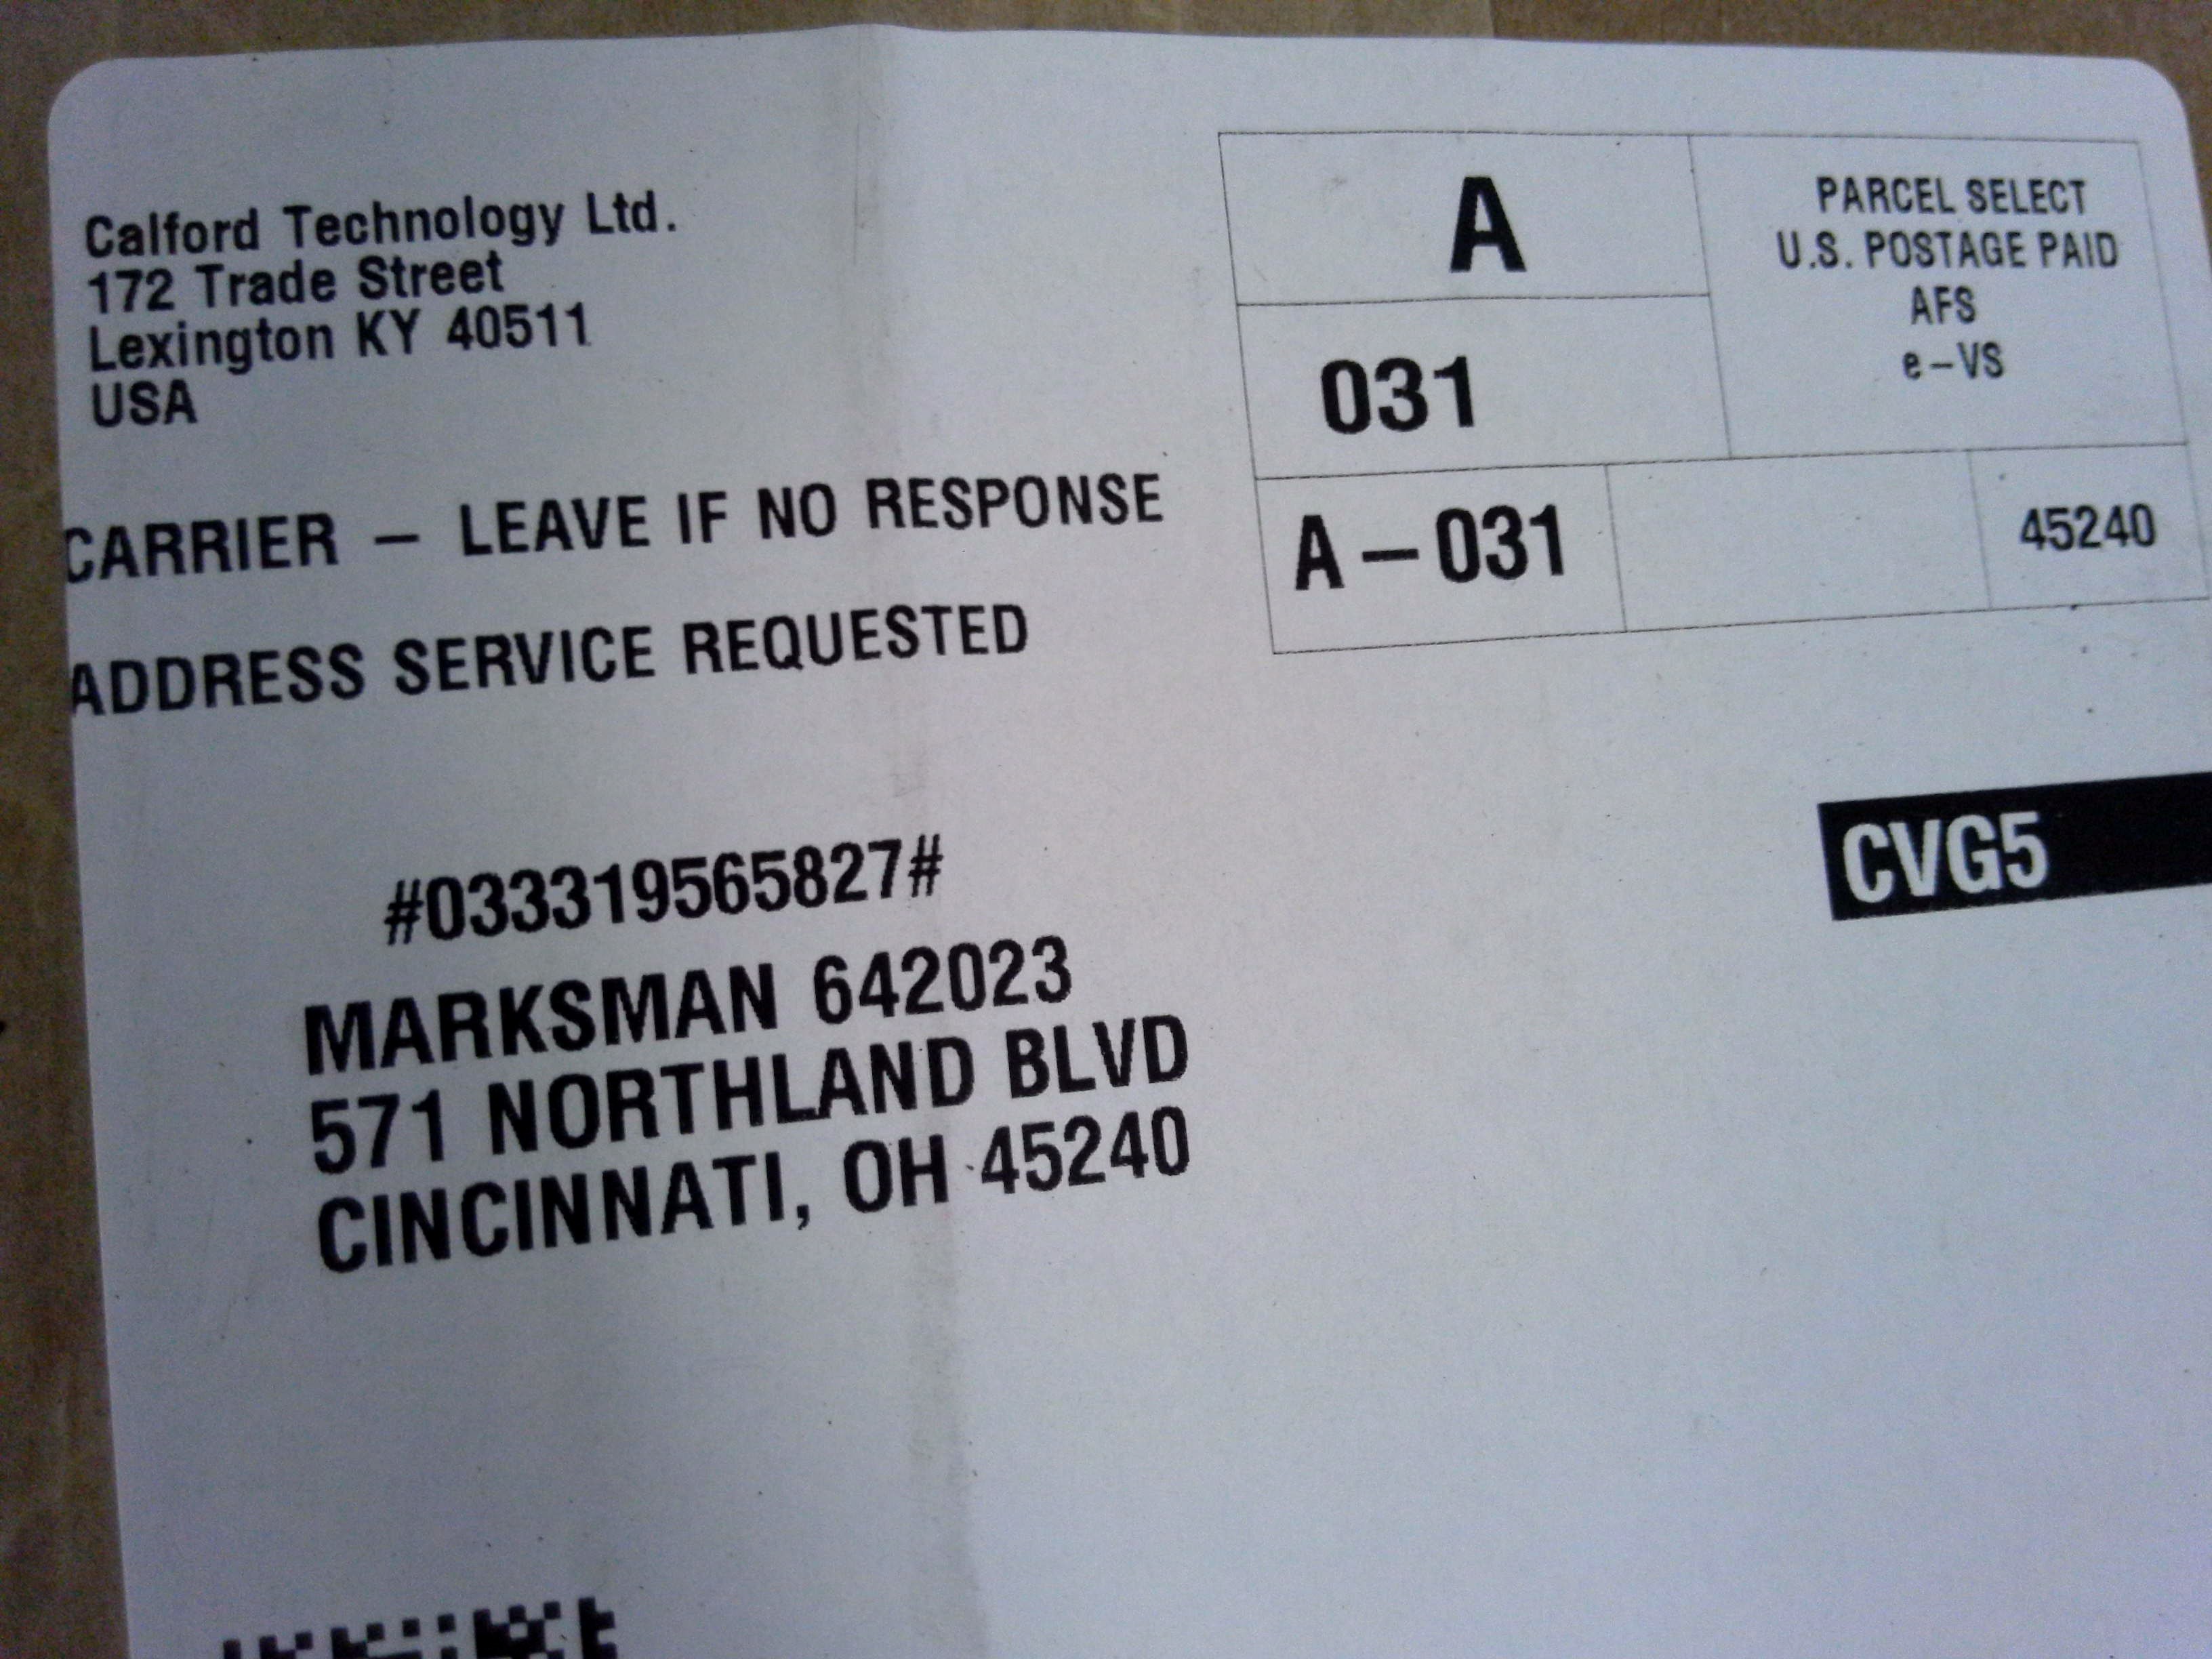 Calford Technology Ltd.
172 Trade Street
Lexington KY 40511
USA
CARRIER – LEAVE IF NO RESPONSE
ADDRESS SERVICE REQUESTED
A
031
A – 031
PARCEL SELECT
U.S. POSTAGE PAID
AFS
e – VS
45240
CVG5
#033319565827#
MARKSMAN 642023
571 NORTHLAND BLVD
CINCINNATI, OH 45240